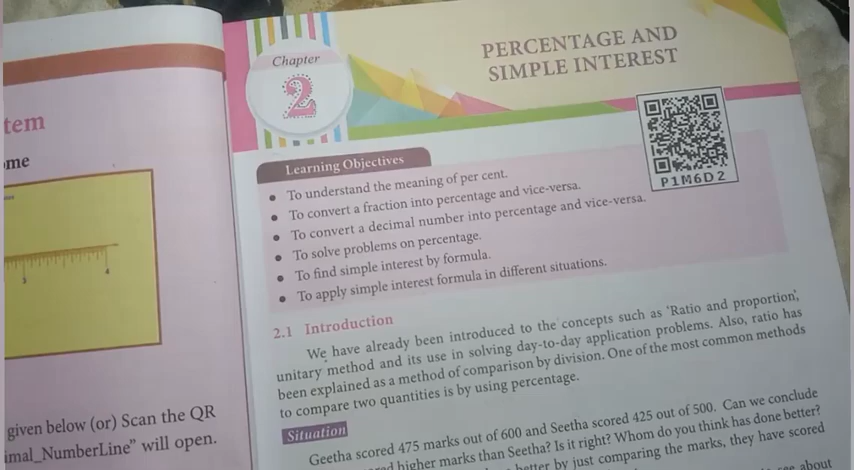 tem
ome
3
4
given below (or) Scan the QR
imal_NumberLine” will open.
Chapter
2
PERCENTAGE AND
SIMPLE INTEREST
P1M6D2
Learning Objectives
● To understand the meaning of per cent.
● To convert a fraction into percentage and vice-versa.
● To convert a decimal number into percentage and vice-versa.
● To solve problems on percentage.
● To find simple interest by formula.
● To apply simple interest formula in different situations.
2.1 Introduction
We have already been introduced to the concepts such as ‘Ratio and proportion’,
unitary method and its use in solving day-to-day application problems. Also, ratio has
been explained as a method of comparison by division. One of the most common methods
to compare two quantities is by using percentage.
Situation
Geetha scored 475 marks out of 600 and Seetha scored 425 out of 500. Can we conclude
higher marks than Seetha? Is it right? Whom do you think has done better?
better by just comparing the marks, they have scored
see about